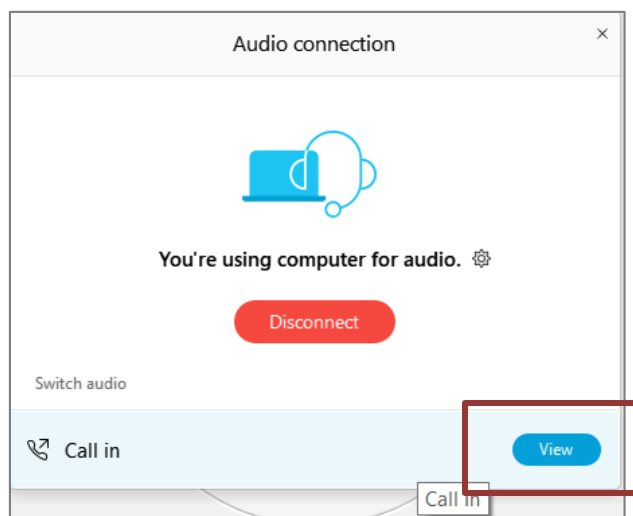 Audio connection
You're using computer for audio.
Disconnect
Switch audio
Call in
View
Call in